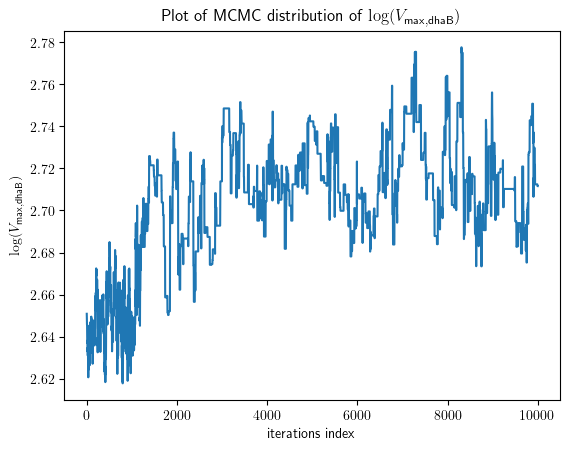 Plot of MCMC distribution of log(V_max,dhaB)
log(V_max,dhaB)
2.78
2.76
2.74
2.72
2.70
2.68
2.66
2.64
2.62
0 2000 4000 6000 8000 10000
iterations index